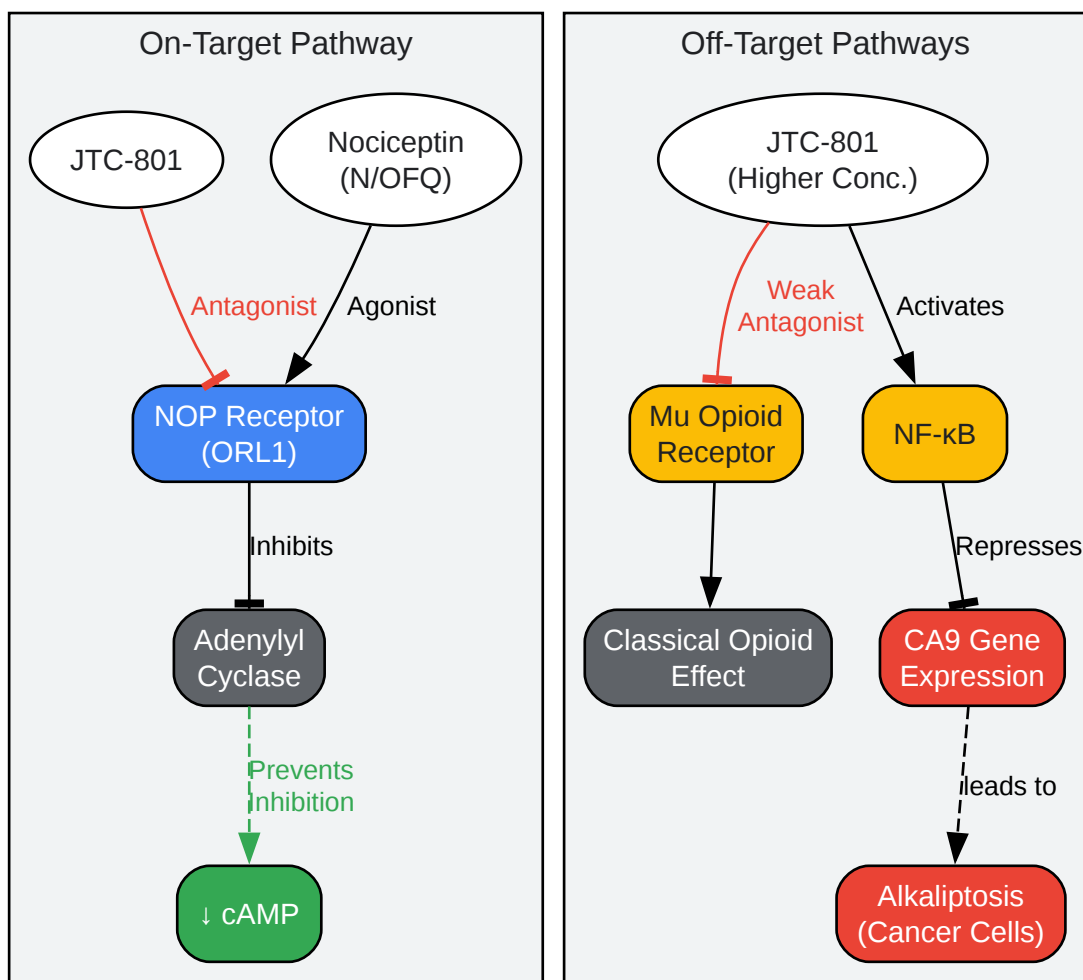 On-Target Pathway
JTC-801
Nociceptin
(N/OFQ)
Antagonist
Agonist
NOP Receptor
(ORL1)
Inhibits
Adenylyl
Cyclase
Prevents
Inhibition
↓ cAMP
Off-Target Pathways
JTC-801
(Higher Conc.)
Weak
Antagonist
Activates
Mu Opioid
Receptor
NF-κB
Represses
Classical Opioid
Effect
CA9 Gene
Expression
leads to
Alkaliptosis
(Cancer Cells)